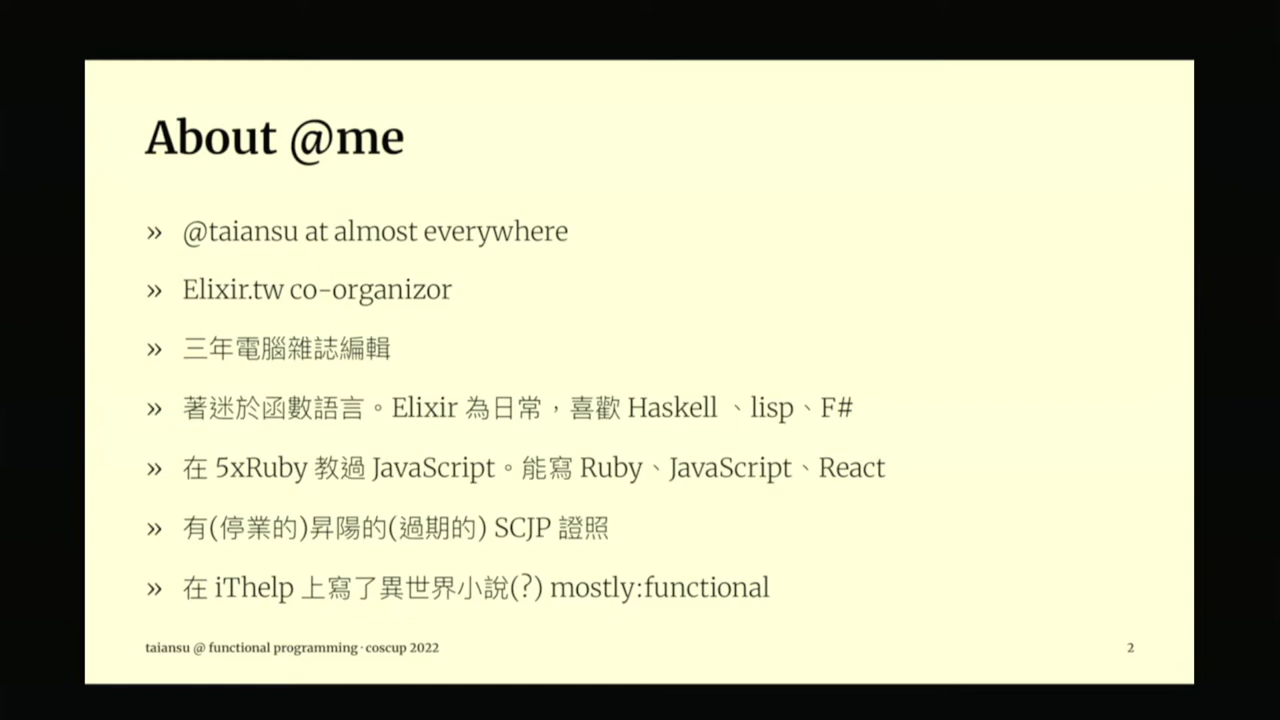 About @me
» @taiansu at almost everywhere
» Elixir.tw co-organizor
» 三年電腦雜誌編輯
» 著迷於函數語言。Elixir 為日常，喜歡 Haskell 、lisp、F#
» 在 5xRuby 教過 JavaScript。能寫 Ruby、JavaScript、React
» 有(停業的)昇陽的(過期的) SCJP 證照
» 在 iThelp 上寫了異世界小說(?) mostly:functional
taiansu @ functional programming · coscup 2022
2